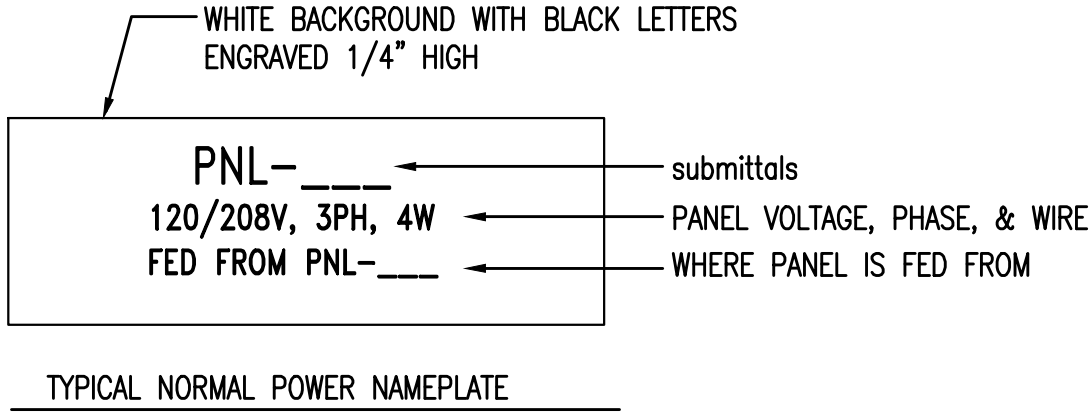 WHITE BACKGROUND WITH BLACK LETTERS
ENGRAVED 1/4" HIGH
PNL-___
submittals
120/208V, 3PH, 4W
PANEL VOLTAGE, PHASE, & WIRE
FED FROM PNL-___
WHERE PANEL IS FED FROM
TYPICAL NORMAL POWER NAMEPLATE